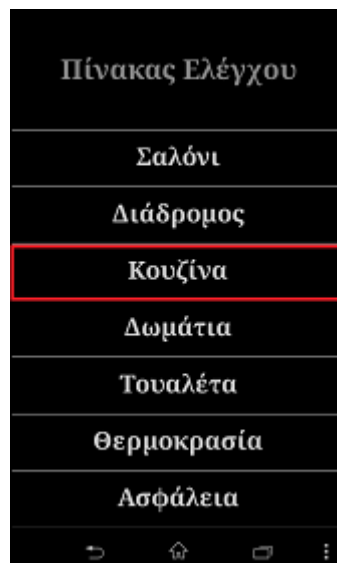 Πίνακας Ελέγχου
Σαλόνι
Διάδρομος
Κουζίνα
Δωμάτια
Τουαλέτα
Θερμοκρασία
Ασφάλεια